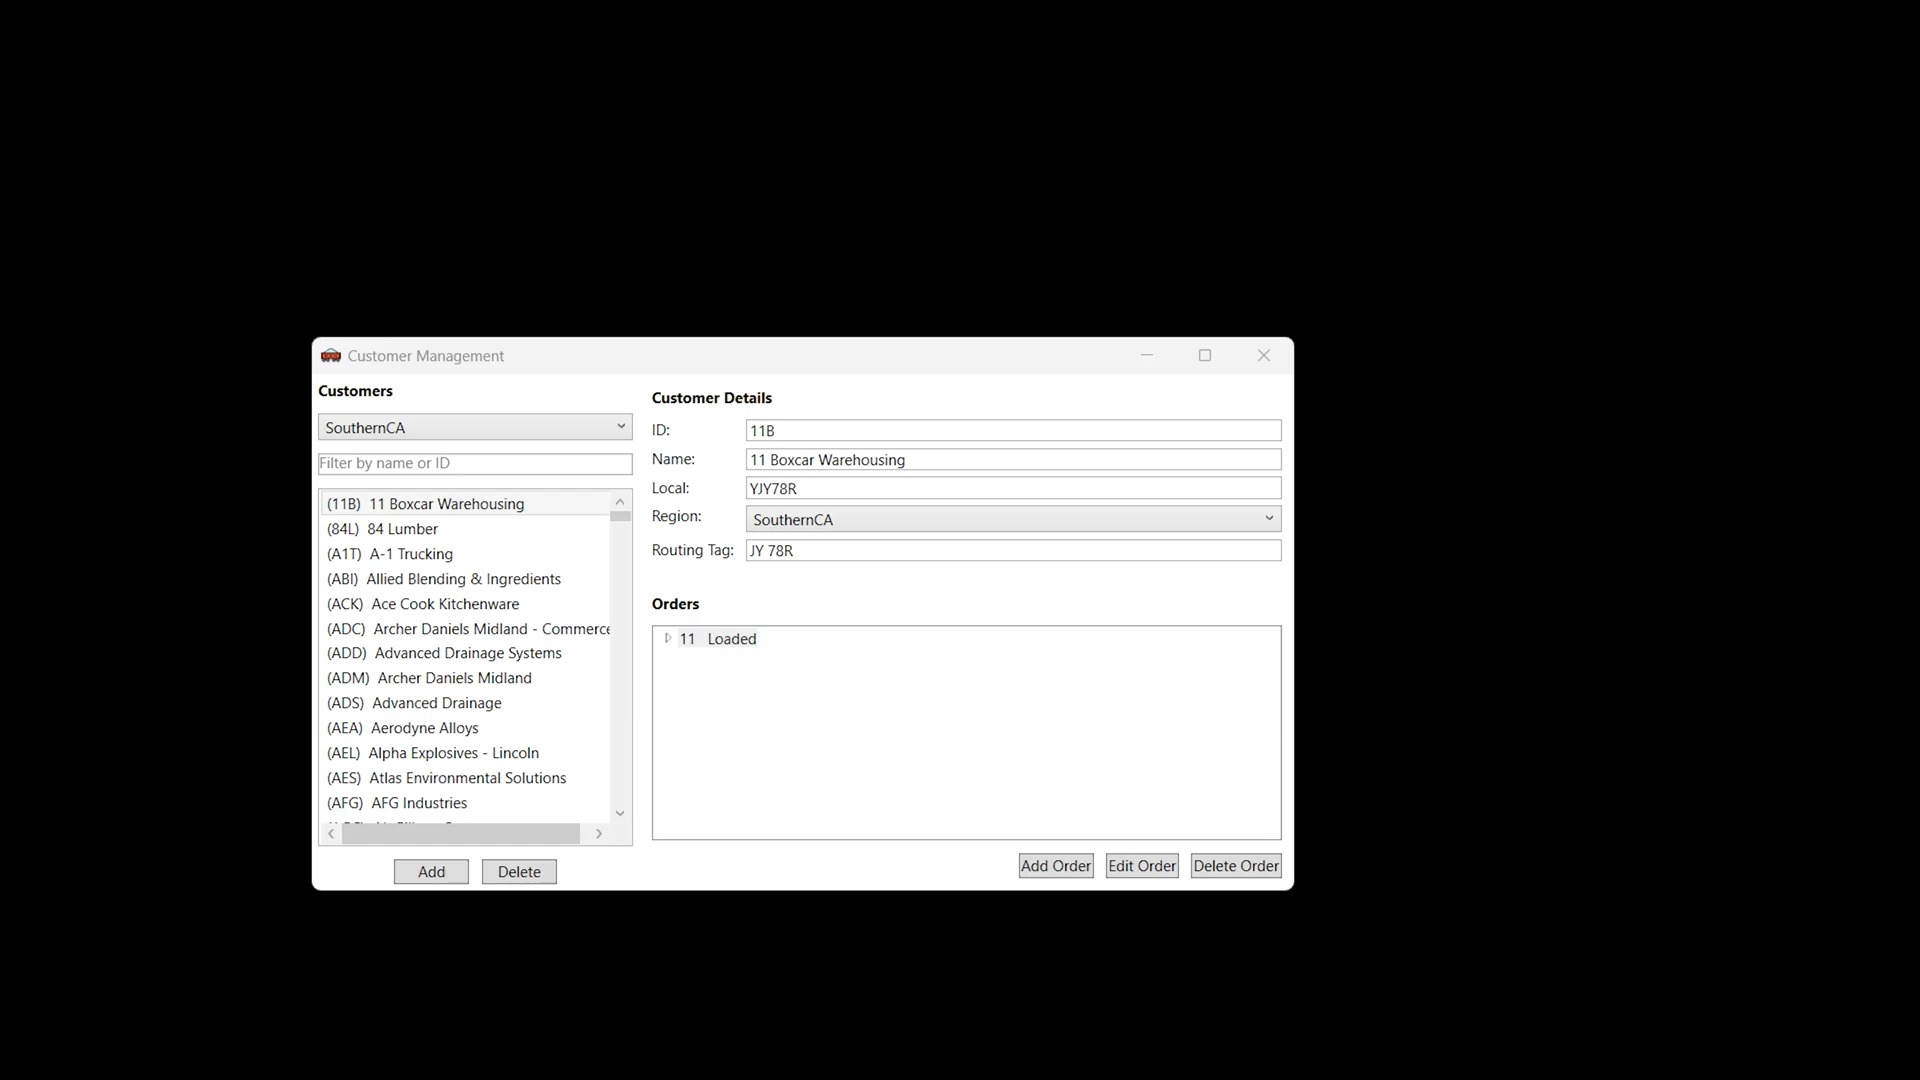 Customer Management
Customers
SouthernCA
Filter by name or ID
(11B) 11 Boxcar Warehousing
(84L) 84 Lumber
(A1T) A-1 Trucking
(ABI) Allied Blending & Ingredients
(ACK) Ace Cook Kitchenware
(ADC) Archer Daniels Midland - Commerce
(ADD) Advanced Drainage Systems
(ADM) Archer Daniels Midland
(ADS) Advanced Drainage
(AEA) Aerodyne Alloys
(AEL) Alpha Explosives - Lincoln
(AES) Atlas Environmental Solutions
(AFG) AFG Industries
Add
Delete
Customer Details
ID:
11B
Name:
11 Boxcar Warehousing
Local:
YJY78R
Region:
SouthernCA
Routing Tag:
JY 78R
Orders
11 Loaded
Add Order
Edit Order
Delete Order